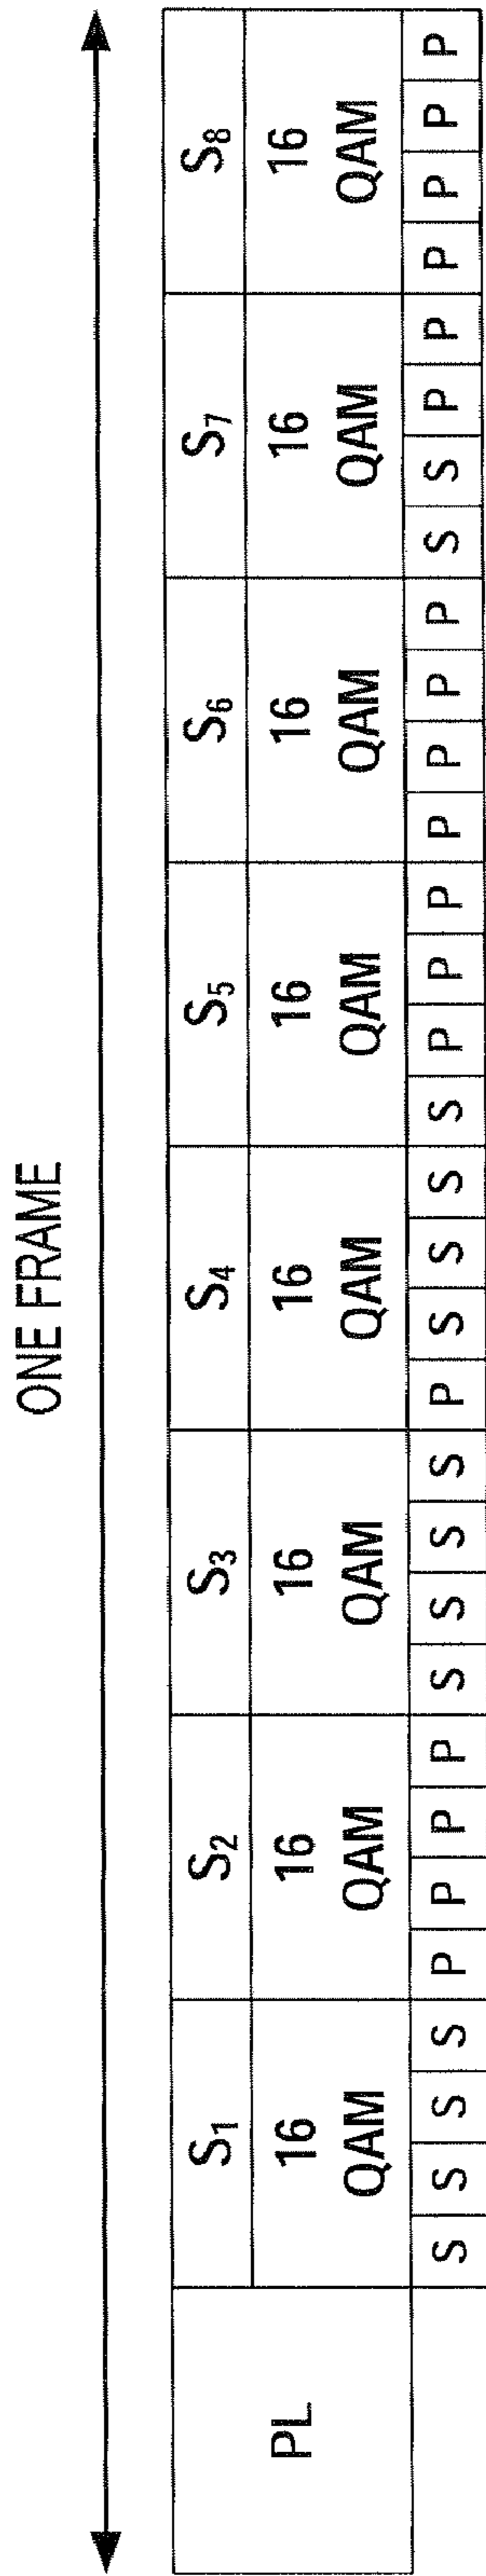 ONE FRAME
PL S₁ S₂ S₃ S₄ S₅ S₆ S₇ S₈
16 16 16 16 16 16 16 16
QAM QAM QAM QAM QAM QAM QAM QAM
S S S S P P P P S S S S P S S S S P P P P P P P S S P P P P P P